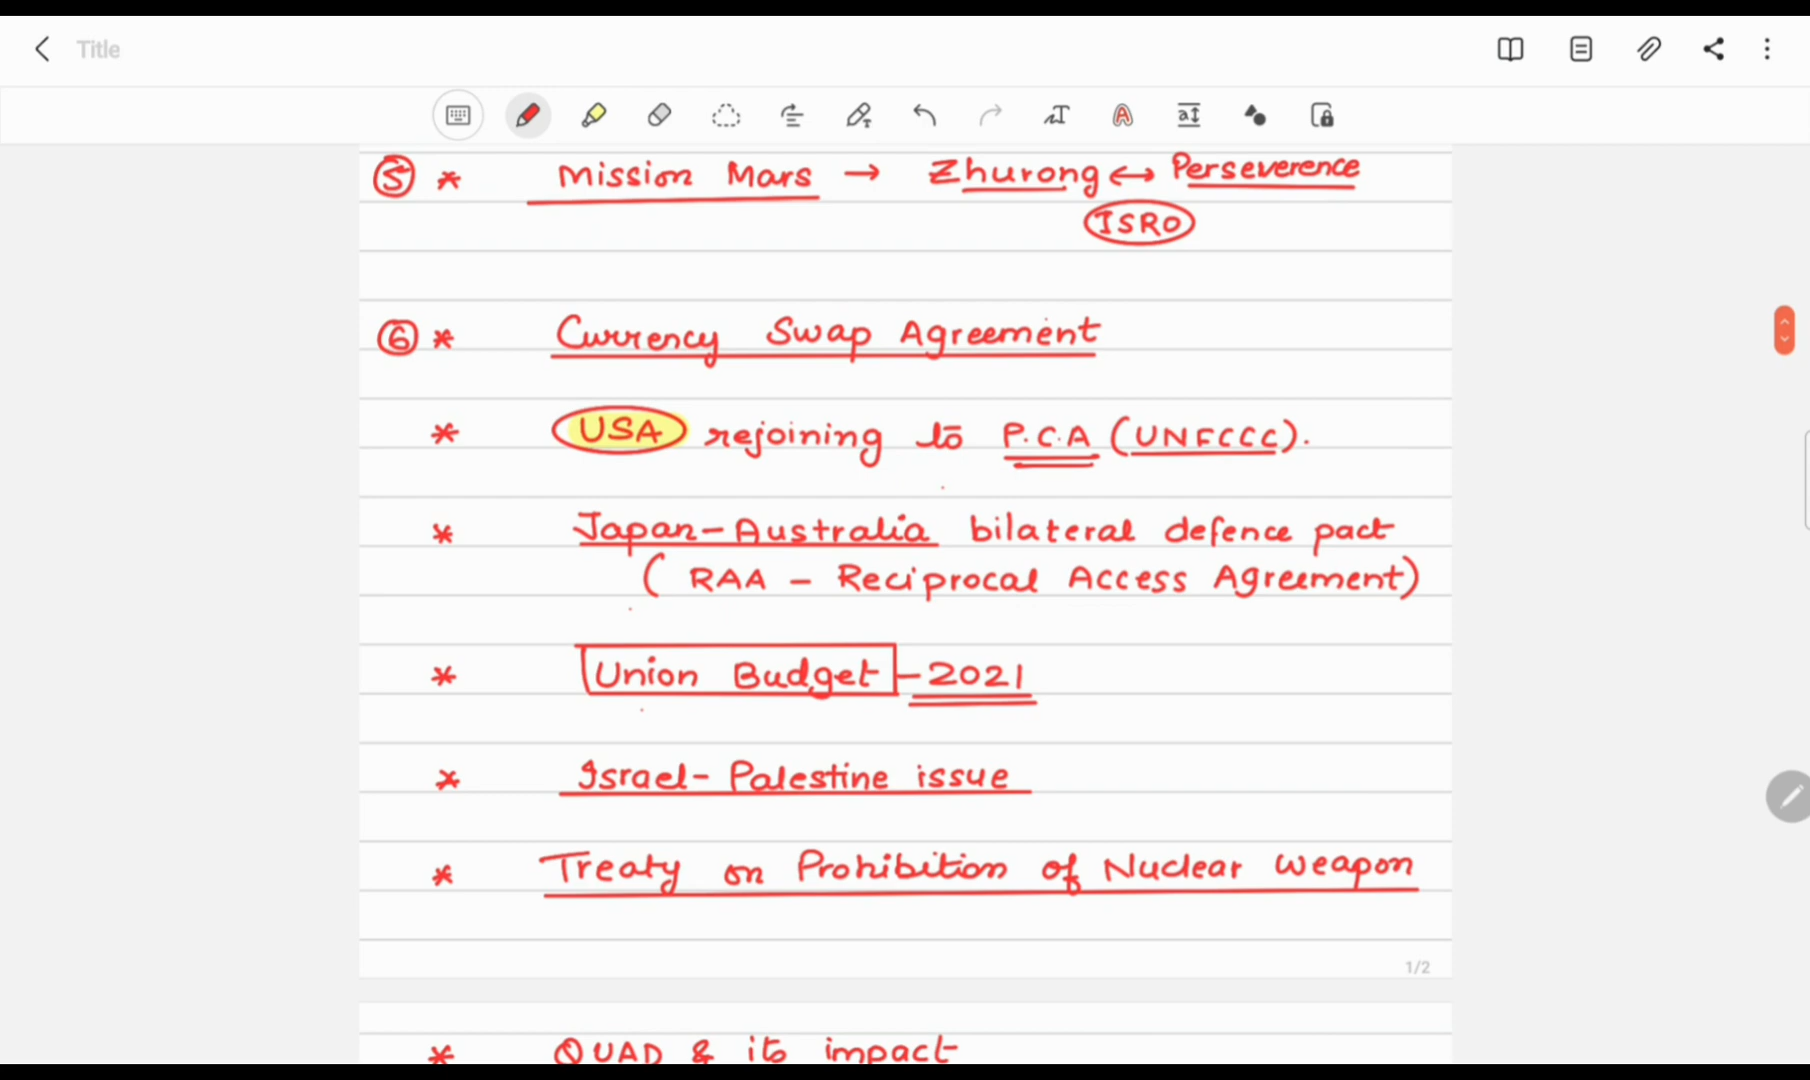 Title
⑤ * Mission Mars → Zhurong ↔ Perseverence
ISRO
⑥ * Currency Swap Agreement
* USA rejoining to P.C.A (UNFCCC).
* Japan-Australia bilateral defence pact
( RAA - Reciprocal Access Agreement)
* Union Budget - 2021
* Israel-Palestine issue
* Treaty on Prohibition of Nuclear weapon
1/2
* QUAD & its impact